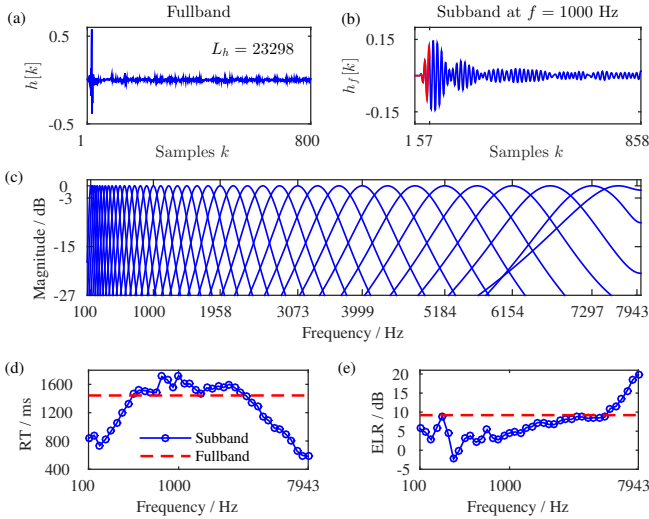 (a)
Fullband
0.5
h[k]
L_h = 23298
-0.5
1
800
Samples k
(b)
Subband at f = 1000 Hz
0.15
h_f[k]
-0.15
1 57
858
Samples k
(c)
Magnitude / dB
0
-3
-15
-27
100 1000 1958 3073 3999 5184 6154 7297 7943
Frequency / Hz
(d)
RT / ms
1600
1200
800
400
Subband
Fullband
100 1000 7943
Frequency / Hz
(e)
ELR / dB
20
15
10
5
0
-5
100 1000 7943
Frequency / Hz